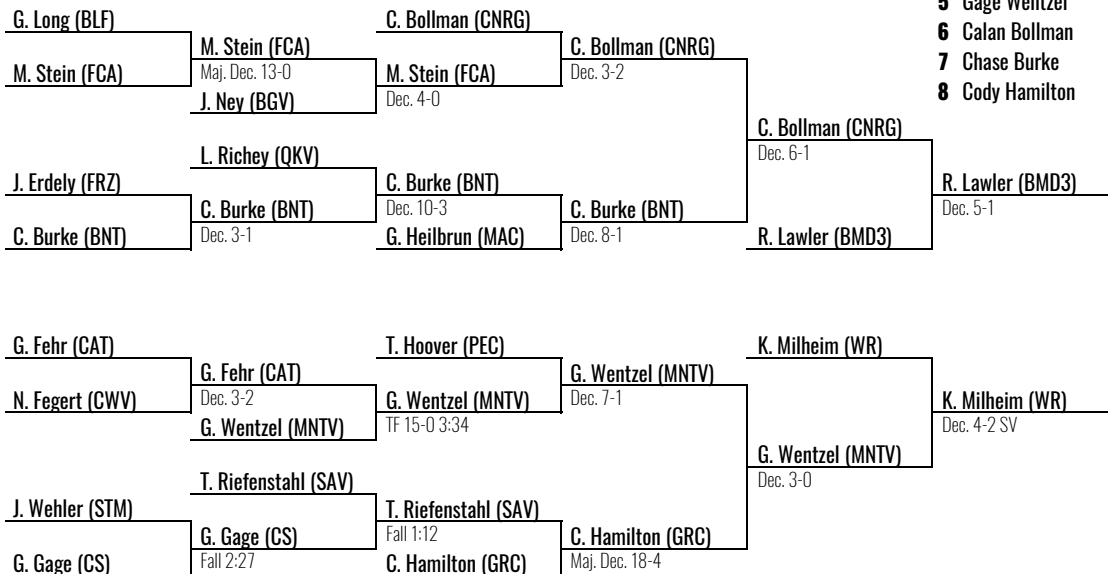 5 Gage Wentzel
6 Calan Bollman
7 Chase Burke
8 Cody Hamilton
G. Long (BLF)
M. Stein (FCA)
M. Stein (FCA)
Maj. Dec. 13-0
J. Ney (BGV)
C. Bollman (CNRG)
M. Stein (FCA)
Dec. 4-0
C. Bollman (CNRG)
Dec. 3-2
J. Erdely (FRZ)
C. Burke (BNT)
L. Richey (QKV)
C. Burke (BNT)
Dec. 3-1
C. Burke (BNT)
Dec. 10-3
G. Heilbrun (MAC)
C. Burke (BNT)
Dec. 8-1
C. Bollman (CNRG)
Dec. 6-1
R. Lawler (BMD3)
R. Lawler (BMD3)
Dec. 5-1
G. Fehr (CAT)
N. Fegert (CWV)
G. Fehr (CAT)
Dec. 3-2
G. Wentzel (MNTV)
T. Hoover (PEC)
G. Wentzel (MNTV)
TF 15-0 3:34
G. Wentzel (MNTV)
Dec. 7-1
J. Wehler (STM)
G. Gage (CS)
T. Riefenstahl (SAV)
G. Gage (CS)
Fall 2:27
T. Riefenstahl (SAV)
Fall 1:12
C. Hamilton (GRC)
C. Hamilton (GRC)
Maj. Dec. 18-4
K. Milheim (WR)
G. Wentzel (MNTV)
Dec. 3-0
K. Milheim (WR)
Dec. 4-2 SV